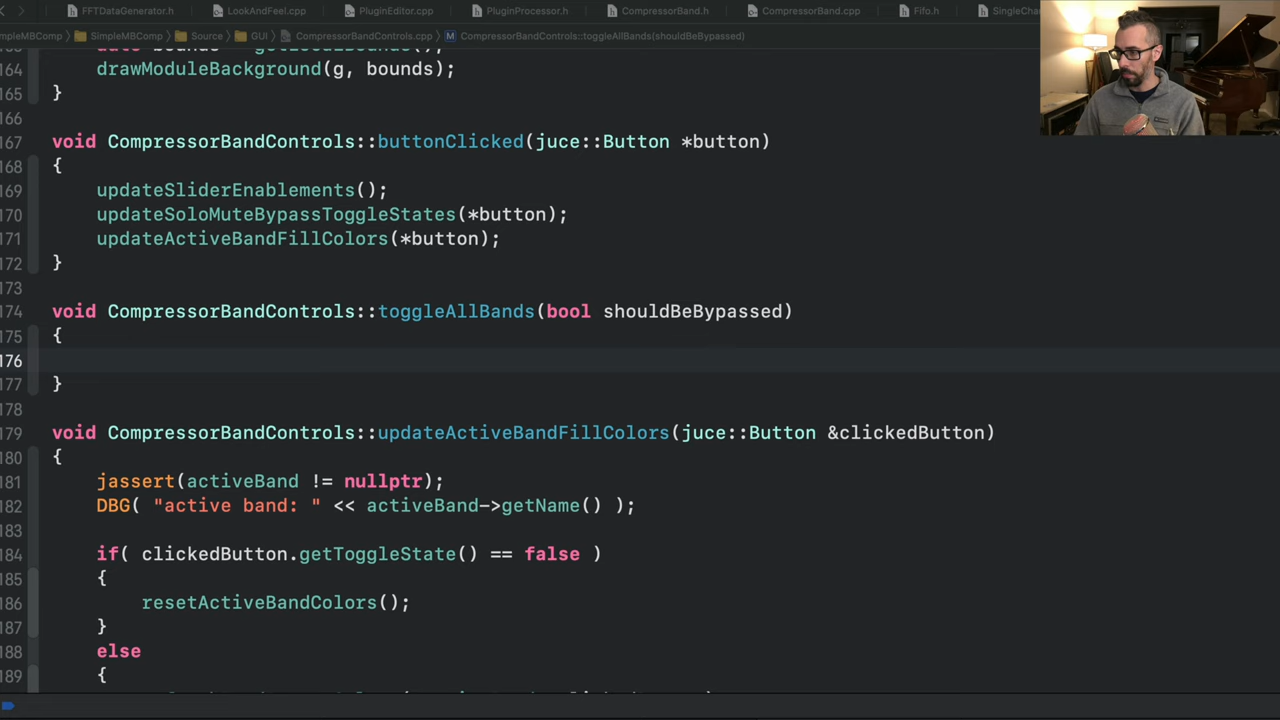 FFTDataGenerator.h LookAndFeel.cpp PluginEditor.cpp PluginProcessor.h CompressorBand.h CompressorBand.cpp Fifo.h SingleCha
mpleMBComp SimpleMBComp Source GUI CompressorBandControls.cpp M CompressorBandControls::toggleAllBands(shouldBeBypassed)
164 drawModuleBackground(g, bounds);
165 }
166
167 void CompressorBandControls::buttonClicked(juce::Button *button)
168 {
169 updateSliderEnablements();
170 updateSoloMuteBypassToggleStates(*button);
171 updateActiveBandFillColors(*button);
172 }
173
174 void CompressorBandControls::toggleAllBands(bool shouldBeBypassed)
175 {
176
177 }
178
179 void CompressorBandControls::updateActiveBandFillColors(juce::Button &clickedButton)
180 {
181 jassert(activeBand != nullptr);
182 DBG( "active band: " << activeBand->getName() );
183
184 if( clickedButton.getToggleState() == false )
185 {
186 resetActiveBandColors();
187 }
188 else
189 {